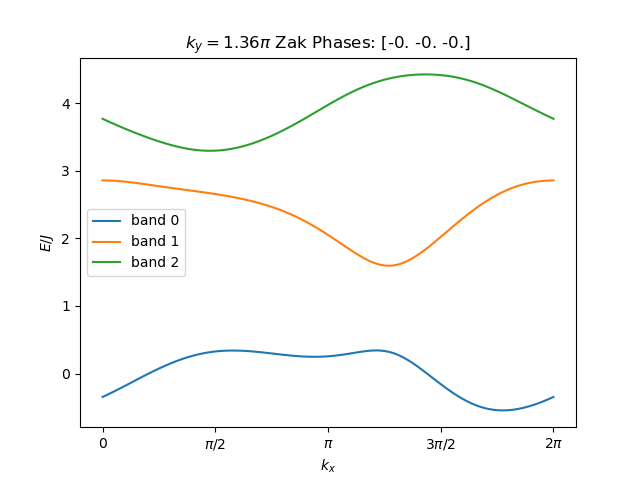 k_y = 1.36π Zak Phases: [-0. -0. -0.]
4
3
2
1
0
E/J
band 0
band 1
band 2
0
π/2
π
3π/2
2π
k_x